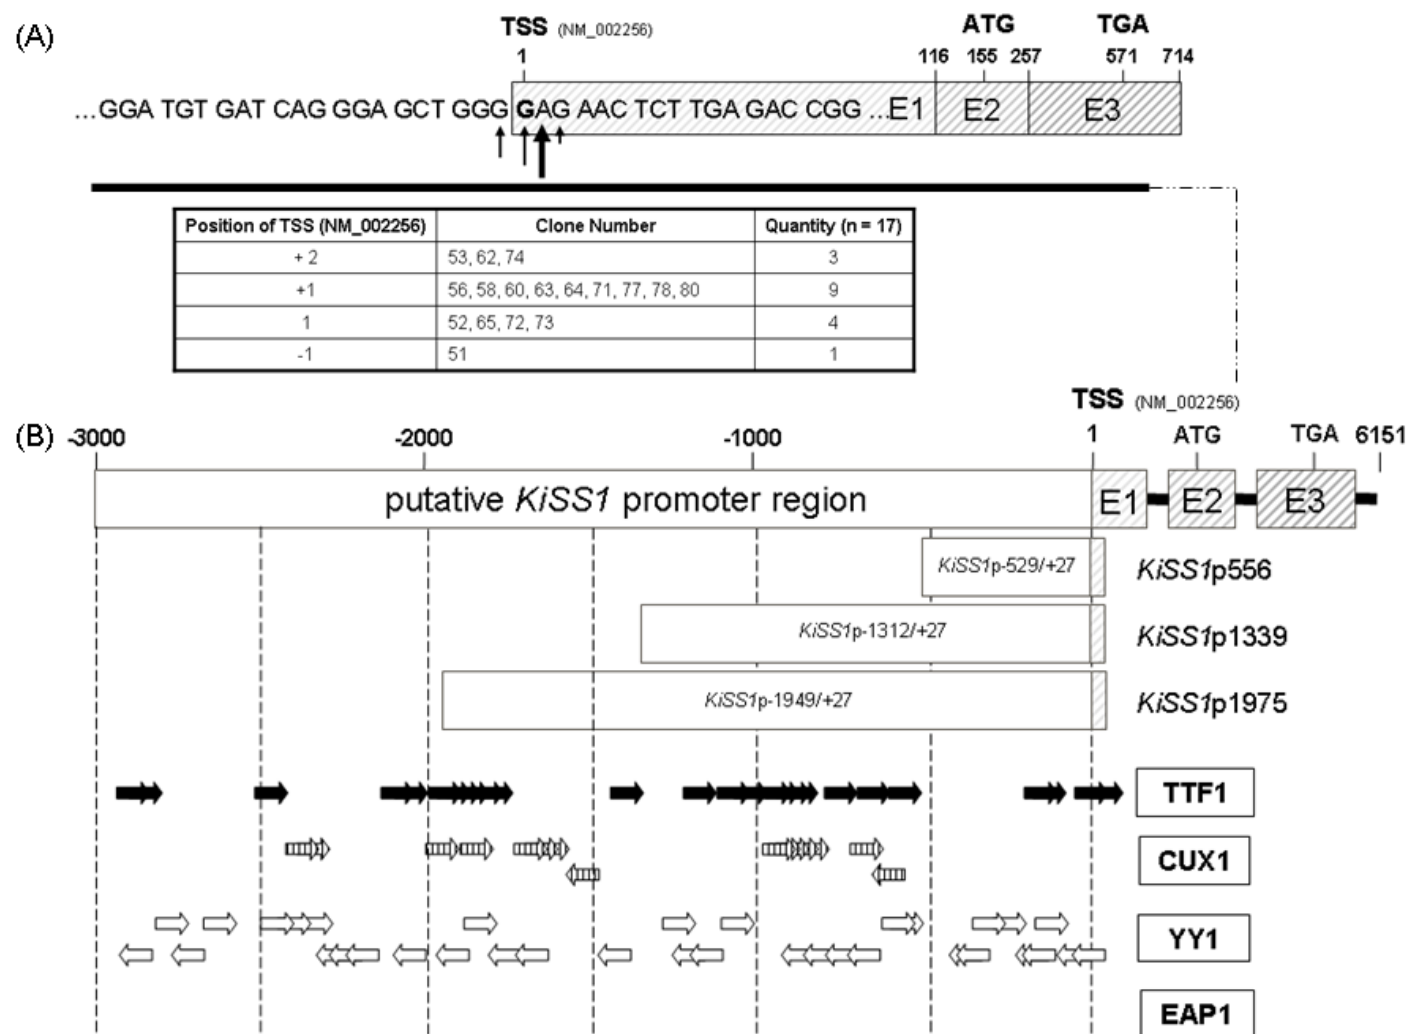 (A)
TSS (NM_002256) ATG TGA
1 116 155 257 571 714
...GGA TGT GAT CAG GGA GCT GGG GAG AAC TCT TGA GAC CGG ...E1 E2 E3
Position of TSS (NM_002256) Clone Number Quantity (n = 17)
+ 2 53, 62, 74 3
+1 56, 58, 60, 63, 64, 71, 77, 78, 80 9
1 52, 65, 72, 73 4
-1 51 1
TSS (NM_002256)
(B) -3000 -2000 -1000 1 ATG TGA 6151
putative KiSS1 promoter region E1 E2 E3
KiSS1p-529/+27 KiSS1p556
KiSS1p-1312/+27 KiSS1p1339
KiSS1p-1949/+27 KiSS1p1975
TTF1
CUX1
YY1
EAP1